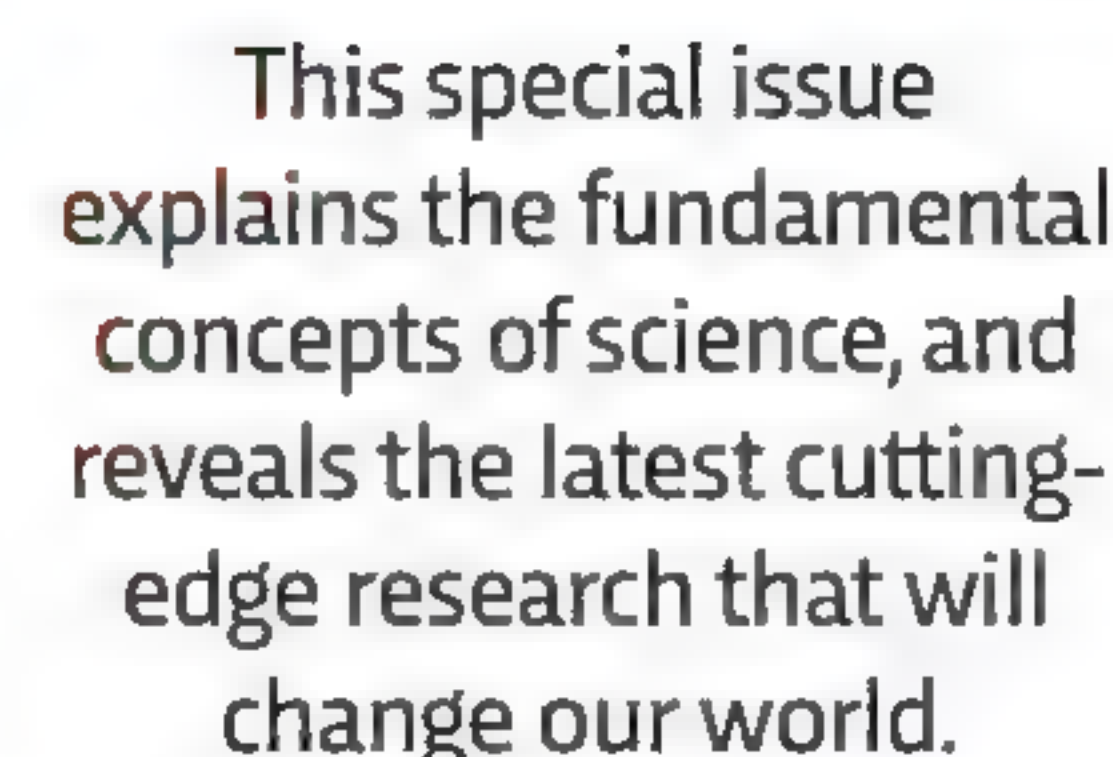 This special issue
explains the fundamental
concepts of science, and
reveals the latest cutting-
edge research that will
change our world.